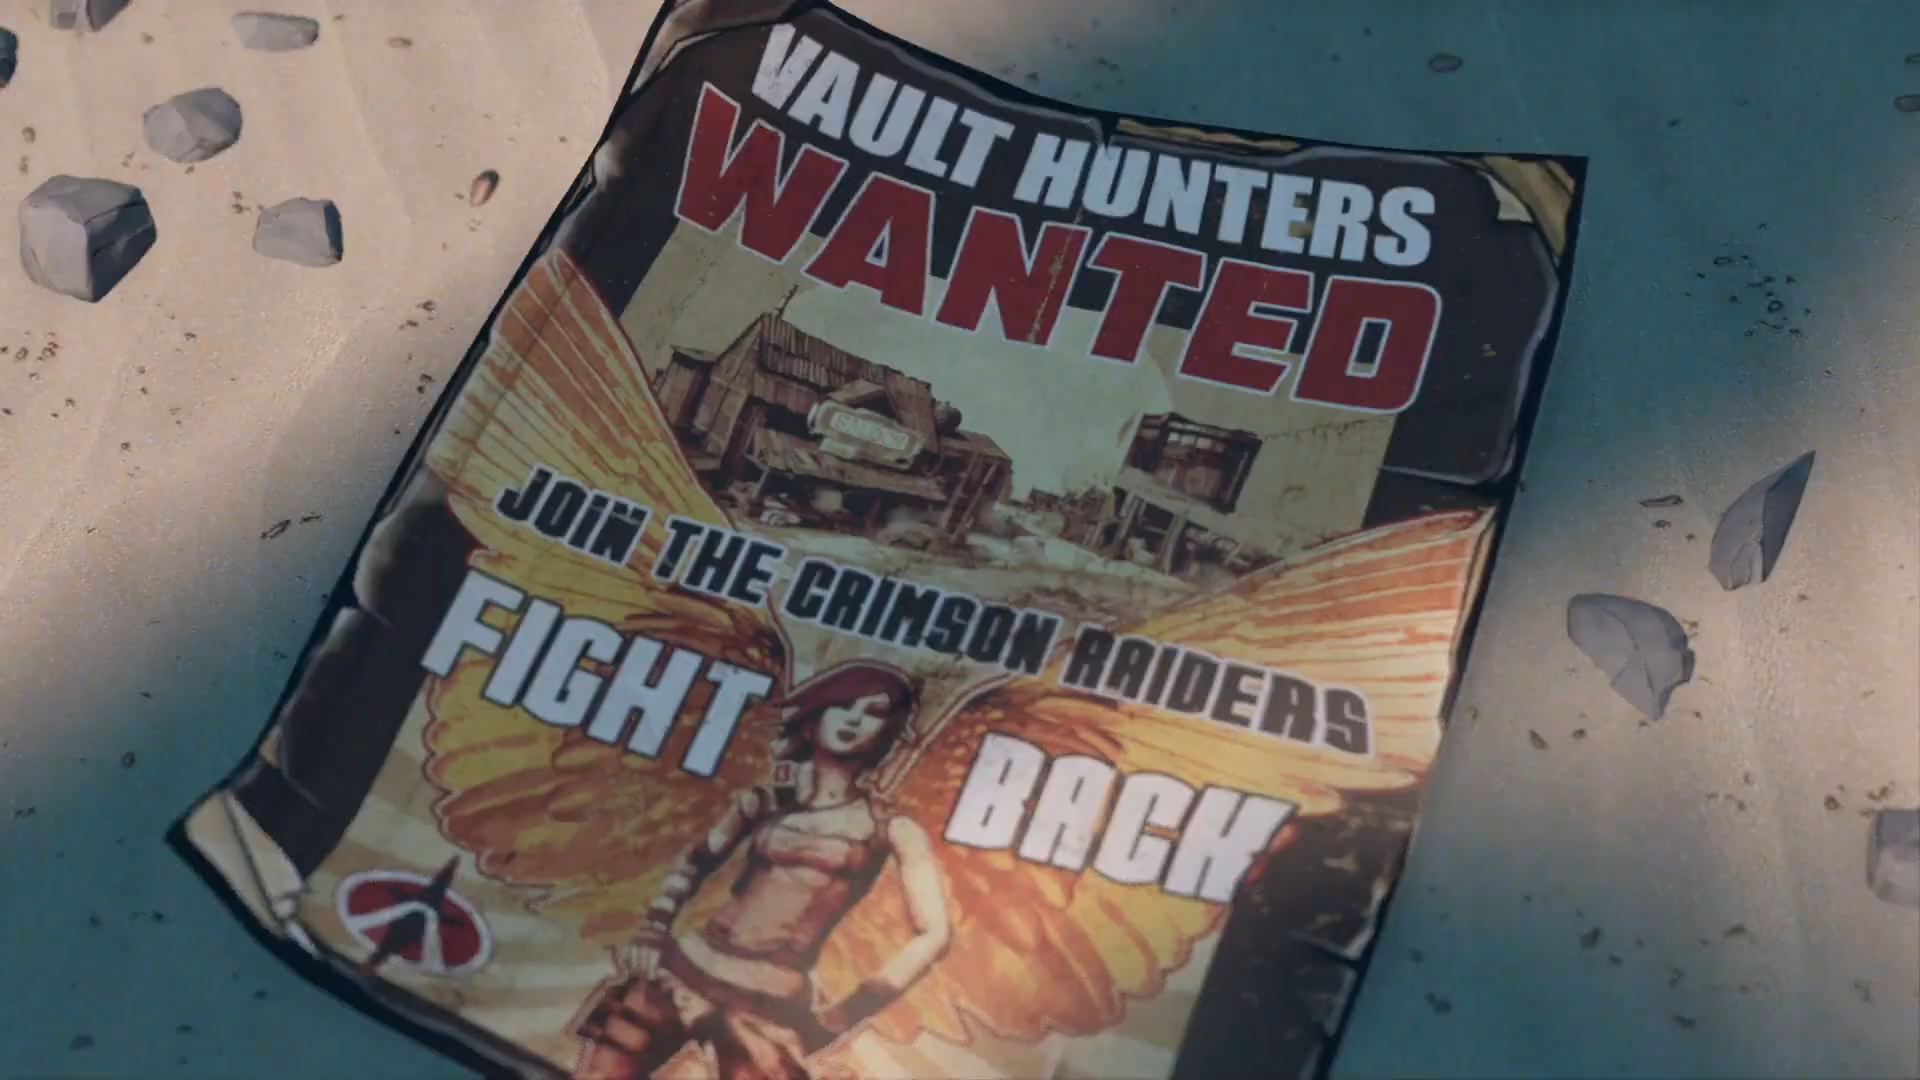 VAULT HUNTERS
WANTED
JOIN THE CRIMSON RAIDERS
FIGHT
BACK